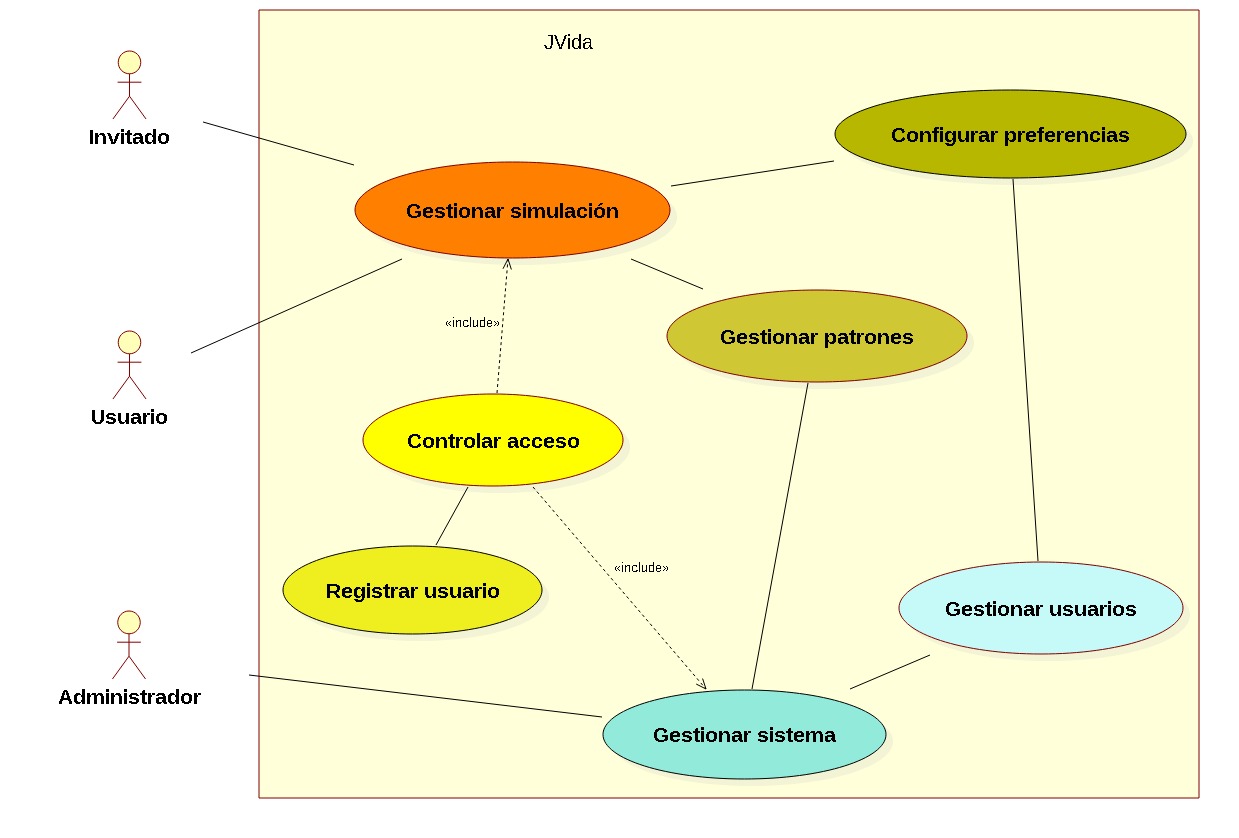 JVida
Invitado
Configurar preferencias
Gestionar simulación
«include»
Gestionar patrones
Usuario
Controlar acceso
«include»
Registrar usuario
Gestionar usuarios
Administrador
Gestionar sistema